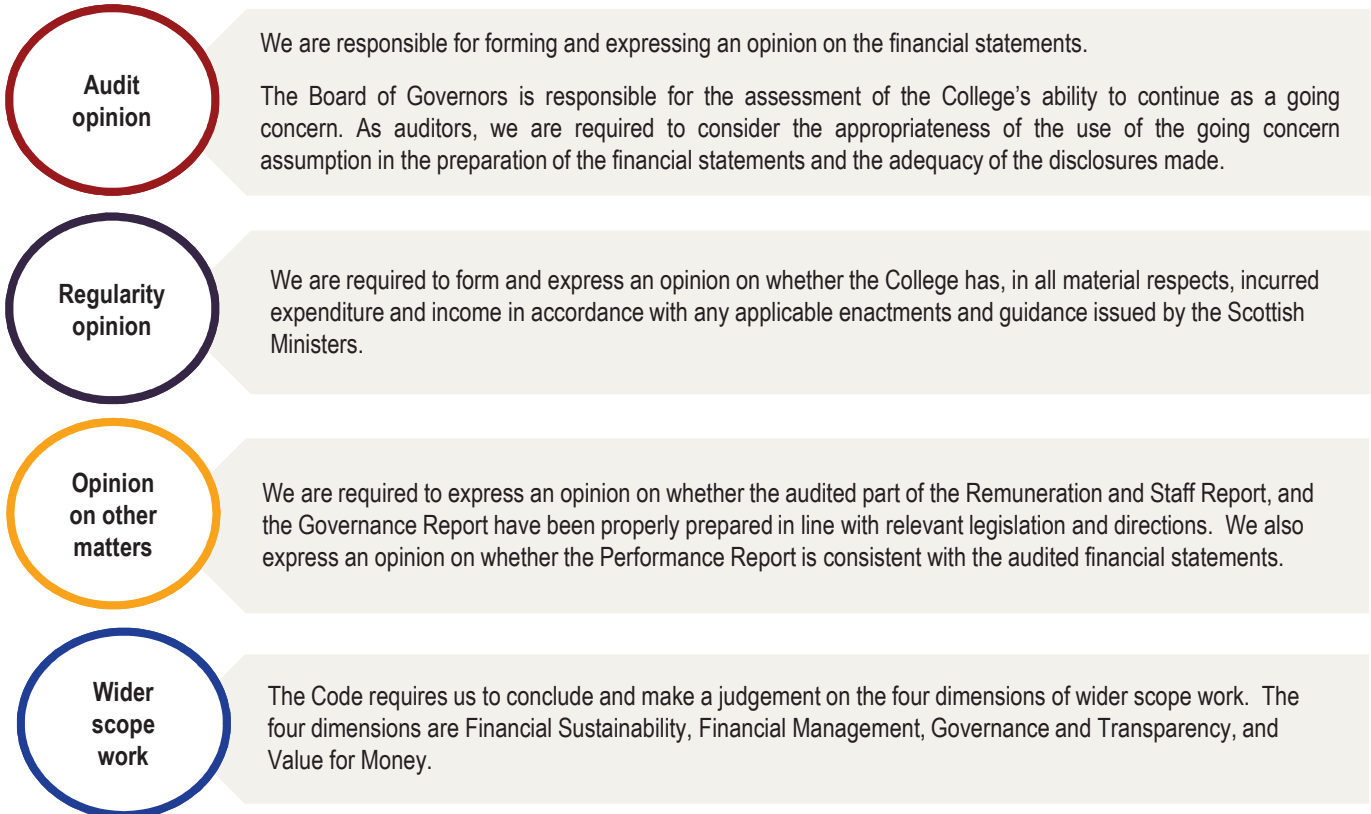 Audit
opinion
We are responsible for forming and expressing an opinion on the financial statements.
The Board of Governors is responsible for the assessment of the College's ability to continue as a going
concern. As auditors, we are required to consider the appropriateness of the use of the going concern
assumption in the preparation of the financial statements and the adequacy of the disclosures made.
Regularity
opinion
We are required to form and express an opinion on whether the College has, in all material respects, incurred
expenditure and income in accordance with any applicable enactments and guidance issued by the Scottish
Ministers.
Opinion
on other
matters
We are required to express an opinion on whether the audited part of the Remuneration and Staff Report, and
the Governance Report have been properly prepared in line with relevant legislation and directions. We also
express an opinion on whether the Performance Report is consistent with the audited financial statements.
Wider
scope
work
The Code requires us to conclude and make a judgement on the four dimensions of wider scope work. The
four dimensions are Financial Sustainability, Financial Management, Governance and Transparency, and
Value for Money.